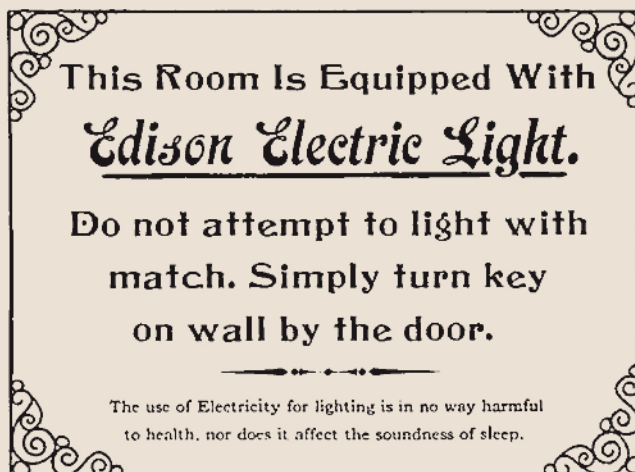 This Room Is Equipped With
Edison Electric Light.
Do not attempt to light with
match. Simply turn key
on wall by the door.
The use of Electricity for lighting is in no way harmful
to health, nor does it affect the soundness of sleep.